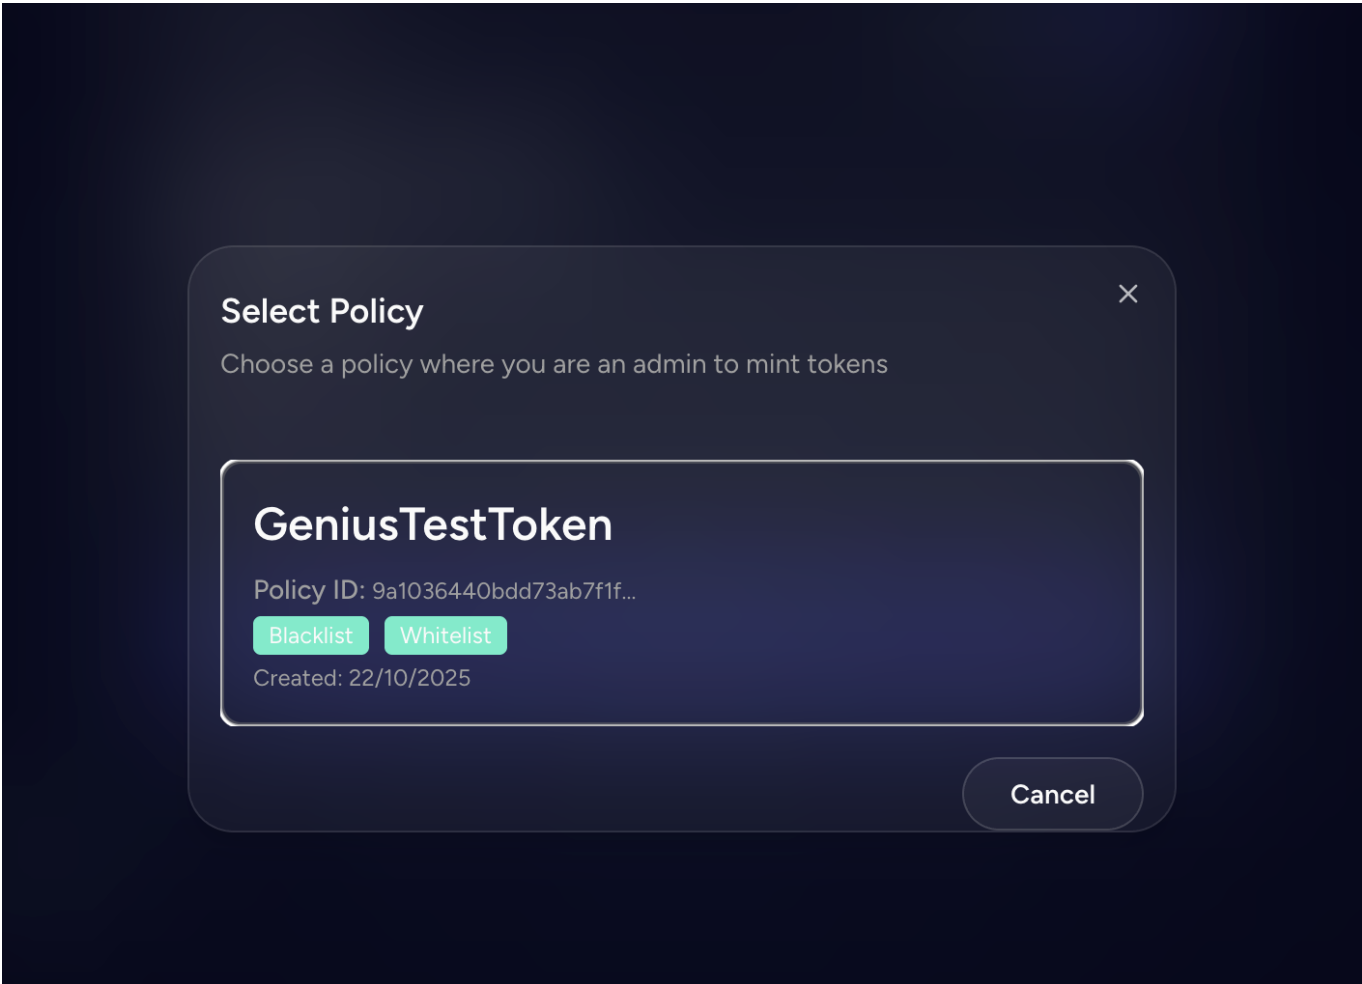 Select Policy
Choose a policy where you are an admin to mint tokens
GeniusTestToken
Policy ID: 9a1036440bdd73ab7f1f...
Blacklist Whitelist
Created: 22/10/2025
Cancel